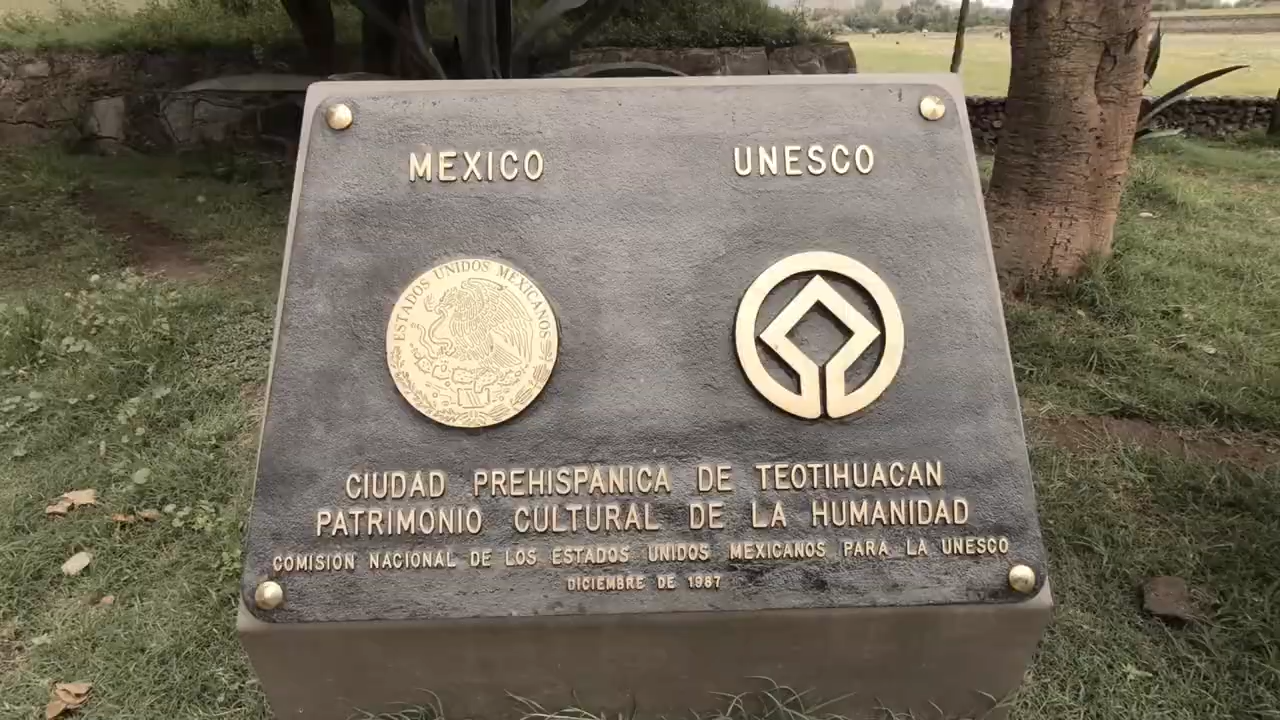 MEXICO
UNESCO
ESTADOS UNIDOS MEXICANOS
CIUDAD PREHISPANICA DE TEOTIHUACAN
PATRIMONIO CULTURAL DE LA HUMANIDAD
COMISION NACIONAL DE LOS ESTADOS UNIDOS MEXICANOS PARA LA UNESCO
DICIEMBRE DE 1987